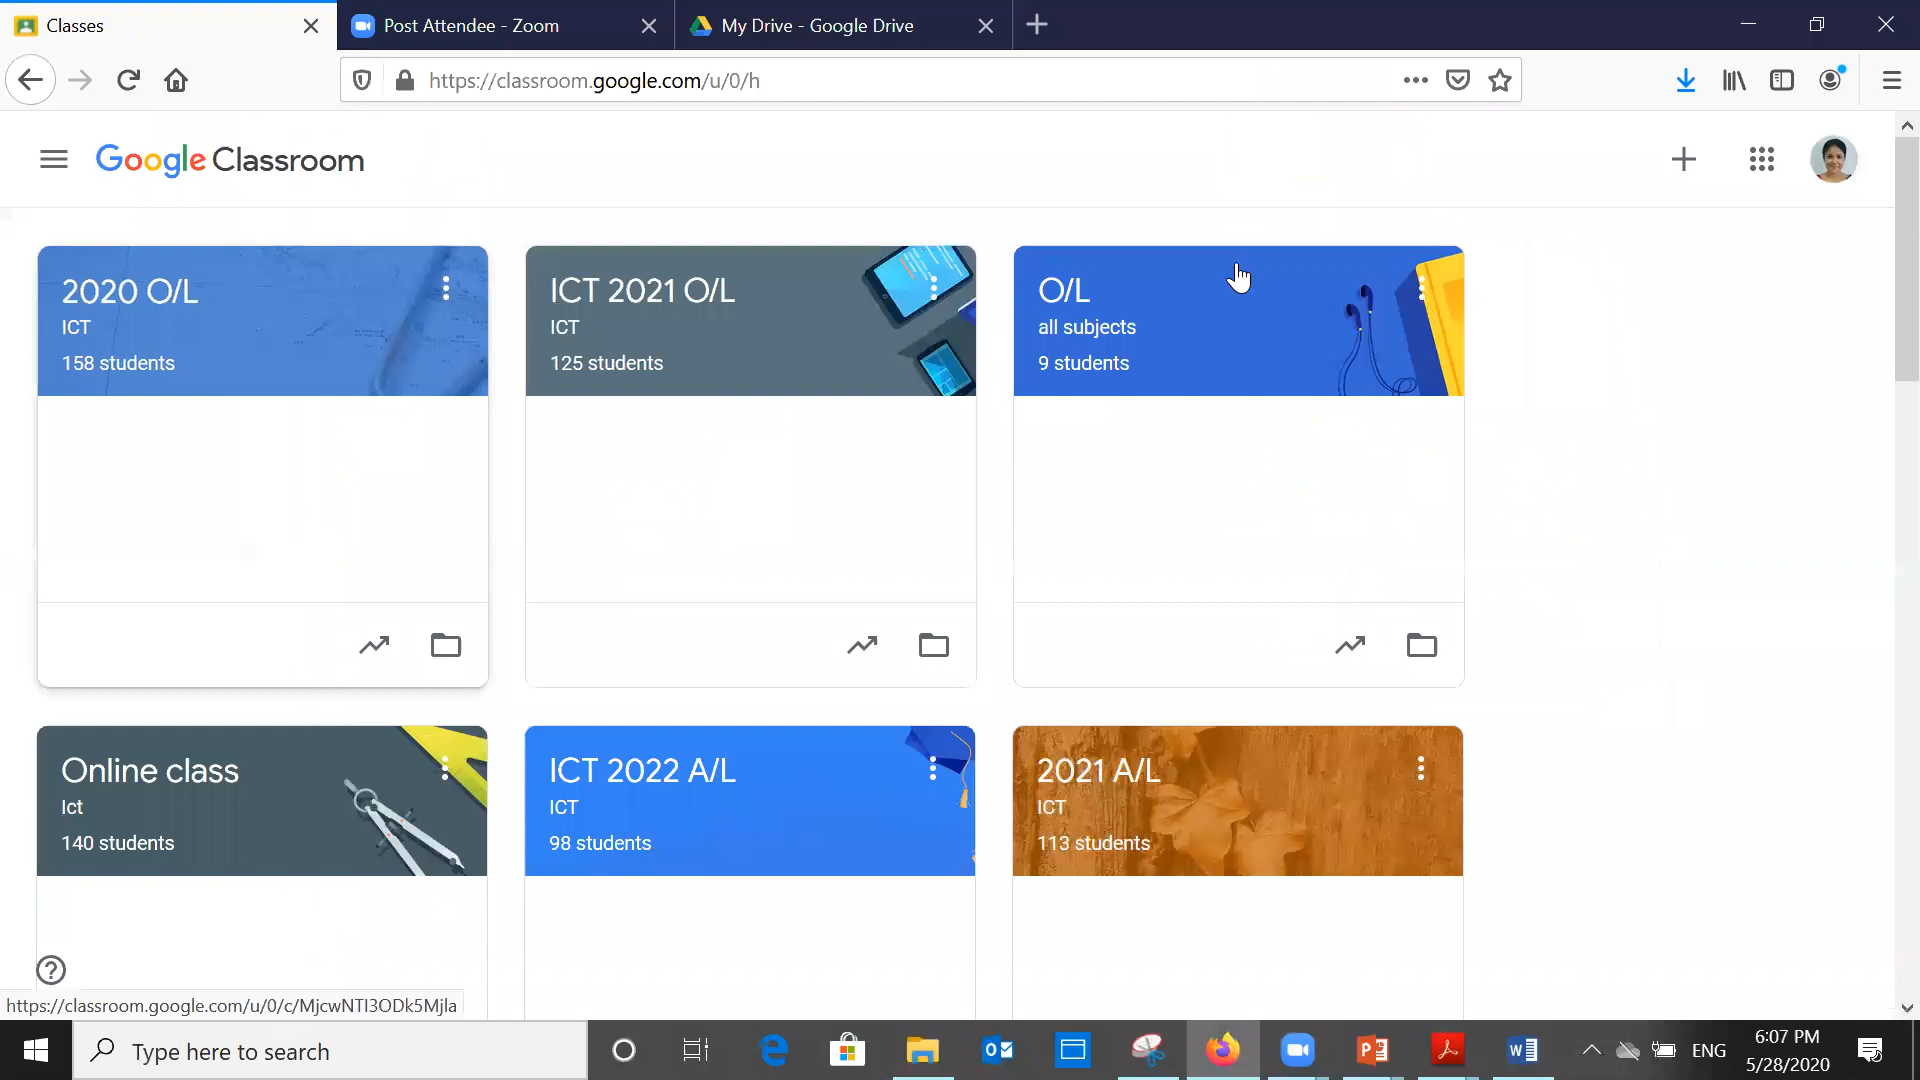 Classes
Post Attendee - Zoom
My Drive - Google Drive
https://classroom.google.com/u/0/h
Google Classroom
2020 O/L
ICT
158 students
ICT 2021 O/L
ICT
125 students
O/L
all subjects
9 students
Online class
Ict
140 students
ICT 2022 A/L
ICT
98 students
2021 A/L
ICT
113 students
https://classroom.google.com/u/0/c/MjcwNTI3ODk5Mjla
Type here to search
ENG
6:07 PM
5/28/2020